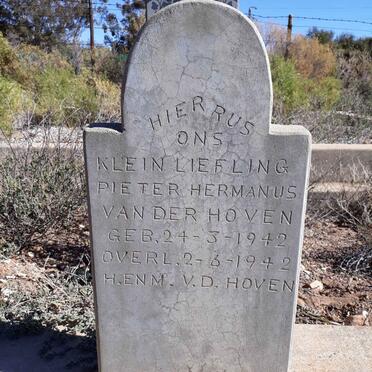 HIER RUS
ONS
KLEIN LIEFLING
PIETER HERMANUS
VAN DER HOVEN
GEB. 24-3-1942
OVERL. 2-6-1942
H.ENM. V.D. HOVEN